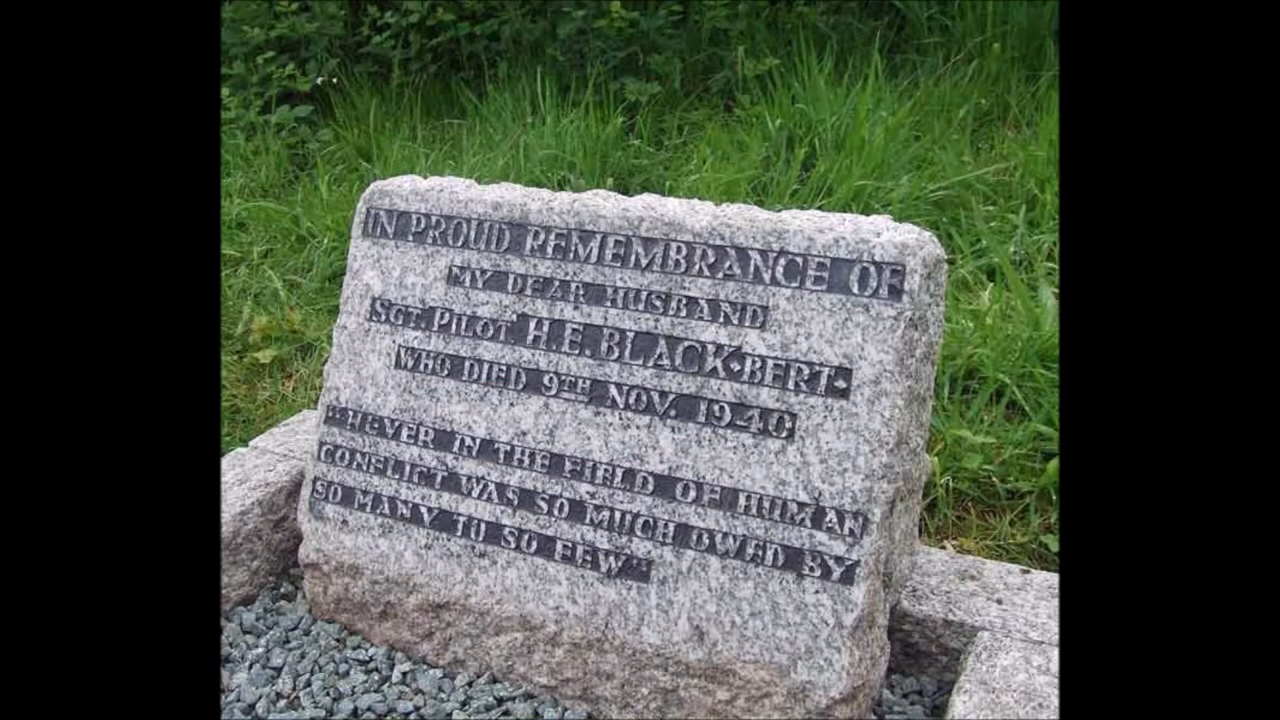 IN PROUD REMEMBRANCE OF
MY DEAR HUSBAND
SGT. PILOT. H.E. BLACK·BERT·
WHO DIED 9TH NOV. 1940
"NEVER IN THE FIELD OF HUMAN
CONFLICT WAS SO MUCH OWED BY
SO MANY TO SO FEW"